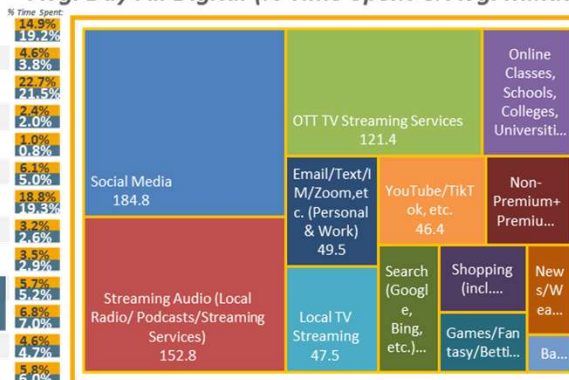 % Time Spent:
14.9%
19.2%
4.6%
3.8%
22.7%
21.5%
2.4%
2.0%
1.0%
0.8%
6.1%
5.0%
18.8%
19.3%
3.2%
2.6%
3.5%
2.9%
5.7%
5.2%
6.8%
7.0%
4.6%
4.7%
5.8%
Social Media
184.8
Streaming Audio (Local
Radio/ Podcasts/Streaming
Services)
152.8
OTT TV Streaming Services
121.4
Online
Classes,
Schools,
Colleges,
Universiti...
Email/Text/I
M/Zoom,et
c. (Personal
& Work)
49.5
YouTube/TikT
ok, etc.
46.4
Non-
Premium+
Premiu...
Local TV
Streaming
47.5
Search
(Googl
e,
Bing,
etc.)...
Shopping
(incl....
New
s/W
ea...
Games/Fan
tasy/Betti...
Ba...